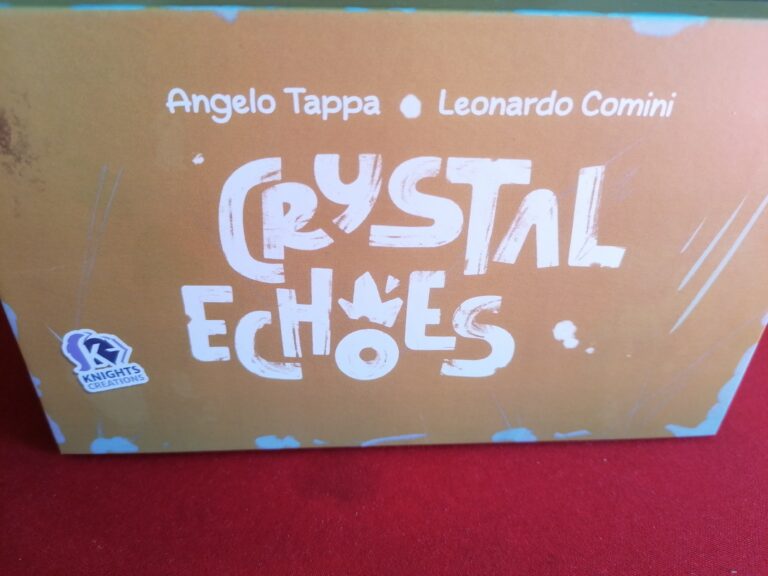 Angelo Tappa • Leonardo Comini
CRYSTAL
ECHOES
KNIGHTS
CREATIONS